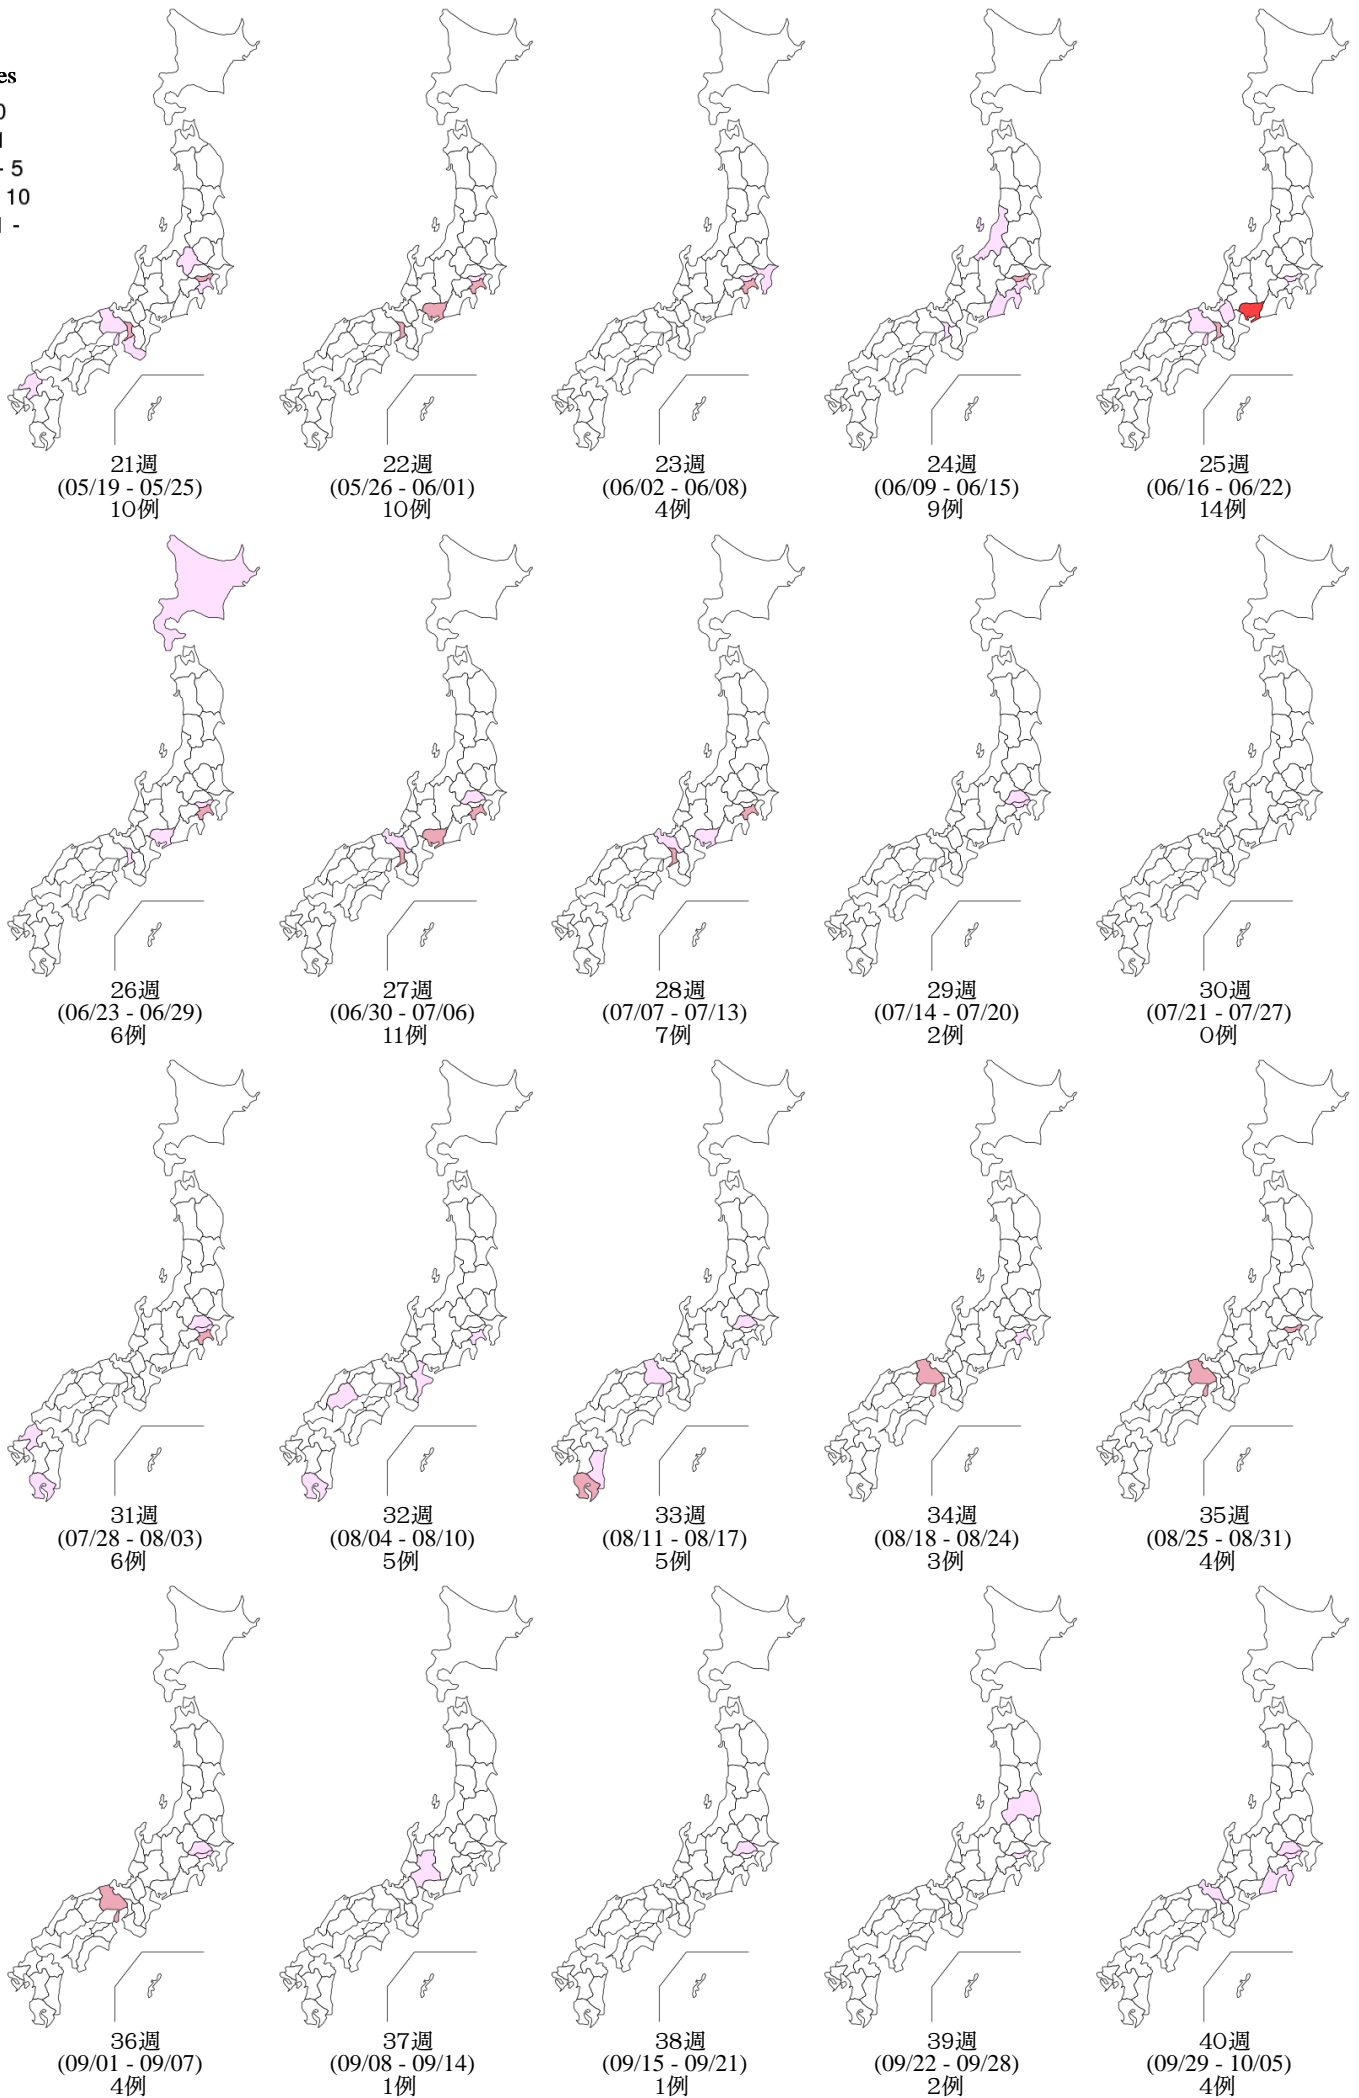 es
0
1
- 5
10
-
21週
(05/19 - 05/25)
10例
22週
(05/26 - 06/01)
10例
23週
(06/02 - 06/08)
4例
24週
(06/09 - 06/15)
9例
25週
(06/16 - 06/22)
14例
26週
(06/23 - 06/29)
6例
27週
(06/30 - 07/06)
11例
28週
(07/07 - 07/13)
7例
29週
(07/14 - 07/20)
2例
30週
(07/21 - 07/27)
0例
31週
(07/28 - 08/03)
6例
32週
(08/04 - 08/10)
5例
33週
(08/11 - 08/17)
5例
34週
(08/18 - 08/24)
3例
35週
(08/25 - 08/31)
4例
36週
(09/01 - 09/07)
4例
37週
(09/08 - 09/14)
1例
38週
(09/15 - 09/21)
1例
39週
(09/22 - 09/28)
2例
40週
(09/29 - 10/05)
4例